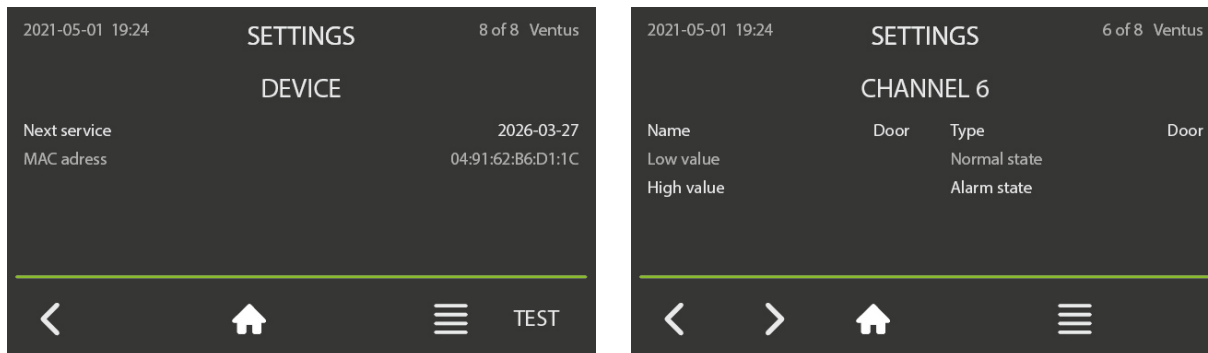 2021-05-01 19:24 SETTINGS 8 of 8 Ventus
DEVICE
Next service 2026-03-27
MAC adress 04:91:62:B6:D1:1C
TEST
2021-05-01 19:24 SETTINGS 6 of 8 Ventus
CHANNEL 6
Name Door Type Door
Low value Normal state
High value Alarm state